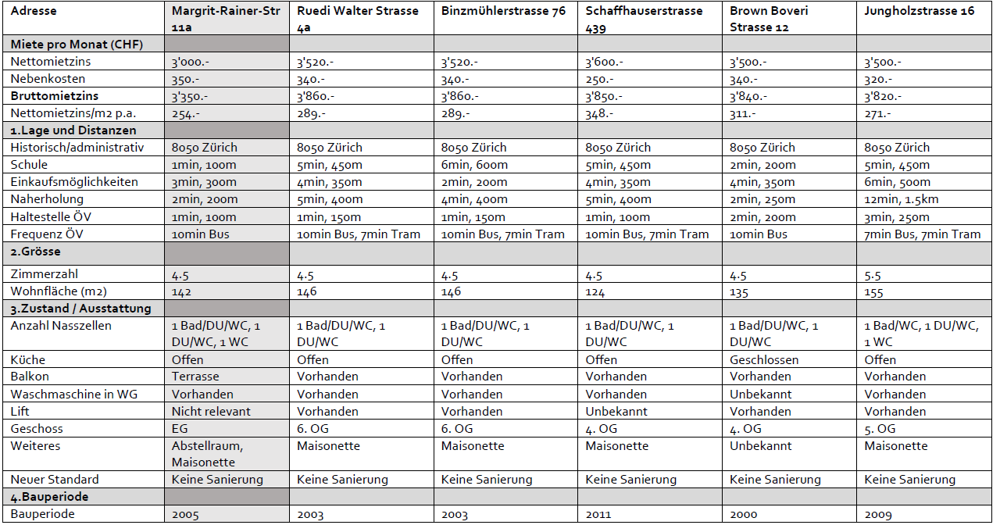 Adresse Margrit-Rainer-Str 11a Ruedi Walter Strasse 4a Binzmühlerstrasse 76 Schaffhauserstrasse 439 Brown Boveri Strasse 12 Jungholzstrasse 16
Miete pro Monat (CHF)
Nettomietzins 3'000.- 3'520.- 3'520.- 3'600.- 3'500.- 3'500.-
Nebenkosten 350.- 340.- 340.- 250.- 340.- 320.-
Bruttomietzins 3'350.- 3'860.- 3'860.- 3'850.- 3'840.- 3'820.-
Nettomietzins/m2 p.a. 254.- 289.- 289.- 348.- 311.- 271.-
1.Lage und Distanzen
Historisch/administrativ 8050 Zürich 8050 Zürich 8050 Zürich 8050 Zürich 8050 Zürich 8050 Zürich
Schule 1min, 100m 5min, 450m 6min, 600m 5min, 450m 2min, 200m 5min, 450m
Einkaufsmöglichkeiten 3min, 300m 4min, 350m 2min, 200m 4min, 350m 4min, 350m 6min, 500m
Naherholung 2min, 200m 5min, 400m 4min, 400m 5min, 400m 2min, 250m 12min, 1.5km
Haltestelle ÖV 1min, 100m 1min, 150m 1min, 150m 1min, 100m 2min, 200m 3min, 250m
Frequenz ÖV 10min Bus 10min Bus, 7min Tram 10min Bus, 7min Tram 10min Bus, 7min Tram 10min Bus 7min Bus, 7min Tram
2.Grösse
Zimmerzahl 4.5 4.5 4.5 4.5 4.5 5.5
Wohnfläche (m2) 142 146 146 124 135 155
3.Zustand / Ausstattung
Anzahl Nasszellen 1 Bad/DU/WC, 1 DU/WC, 1 WC 1 Bad/DU/WC, 1 DU/WC 1 Bad/DU/WC, 1 DU/WC 1 Bad/DU/WC, 1 DU/WC 1 Bad/DU/WC, 1 DU/WC 1 Bad/WC, 1 DU/WC, 1 WC
Küche Offen Offen Offen Offen Geschlossen Offen
Balkon Terrasse Vorhanden Vorhanden Vorhanden Vorhanden Vorhanden
Waschmaschine in WG Vorhanden Vorhanden Vorhanden Vorhanden Unbekannt Vorhanden
Lift Nicht relevant Vorhanden Vorhanden Unbekannt Vorhanden Vorhanden
Geschoss EG 6. OG 6. OG 4. OG 4. OG 5. OG
Weiteres Abstellraum, Maisonette Maisonette Maisonette Maisonette Unbekannt Maisonette
Neuer Standard Keine Sanierung Keine Sanierung Keine Sanierung Keine Sanierung Keine Sanierung Keine Sanierung
4.Bauperiode
Bauperiode 2005 2003 2003 2011 2000 2009